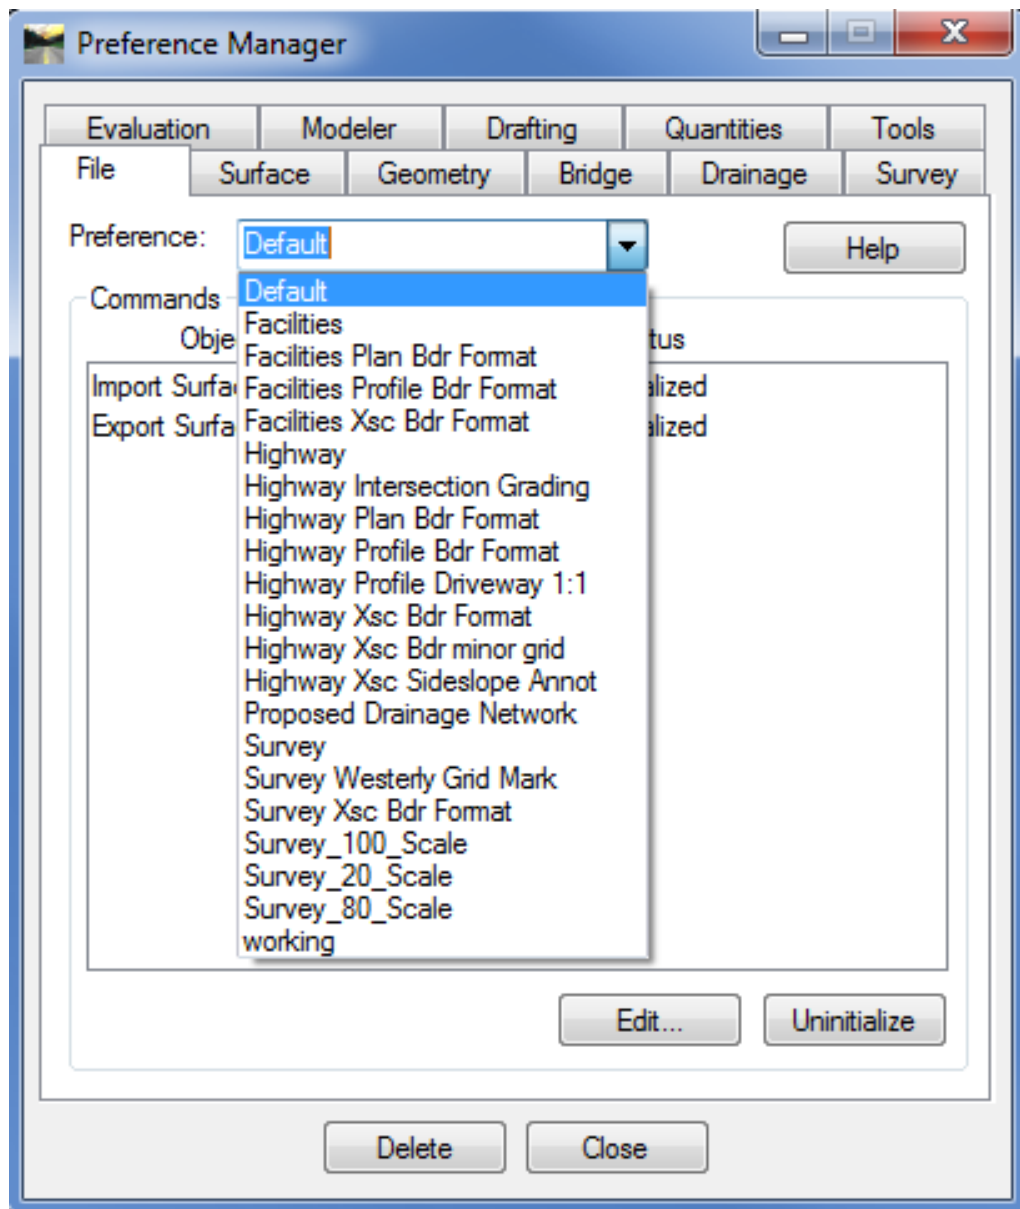 Preference Manager
Evaluation Modeler Drafting Quantities Tools
File Surface Geometry Bridge Drainage Survey
Preference: Default Help
Commands
Default
Facilities
Facilities Plan Bdr Format
Facilities Profile Bdr Format
Facilities Xsc Bdr Format
Highway
Highway Intersection Grading
Highway Plan Bdr Format
Highway Profile Bdr Format
Highway Profile Driveway 1:1
Highway Xsc Bdr Format
Highway Xsc Bdr minor grid
Highway Xsc Sideslope Annot
Proposed Drainage Network
Survey
Survey Westerly Grid Mark
Survey Xsc Bdr Format
Survey_100_Scale
Survey_20_Scale
Survey_80_Scale
working
Obje tus
Import Surfa alized
Export Surfa alized
Edit... Uninitialize
Delete Close